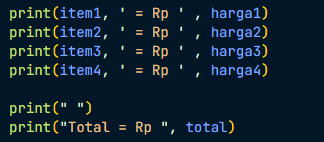 print(item1, ' = Rp ' , harga1)
print(item2, ' = Rp ' , harga2)
print(item3, ' = Rp ' , harga3)
print(item4, ' = Rp ' , harga4)
print(" ")
print("Total = Rp ", total)